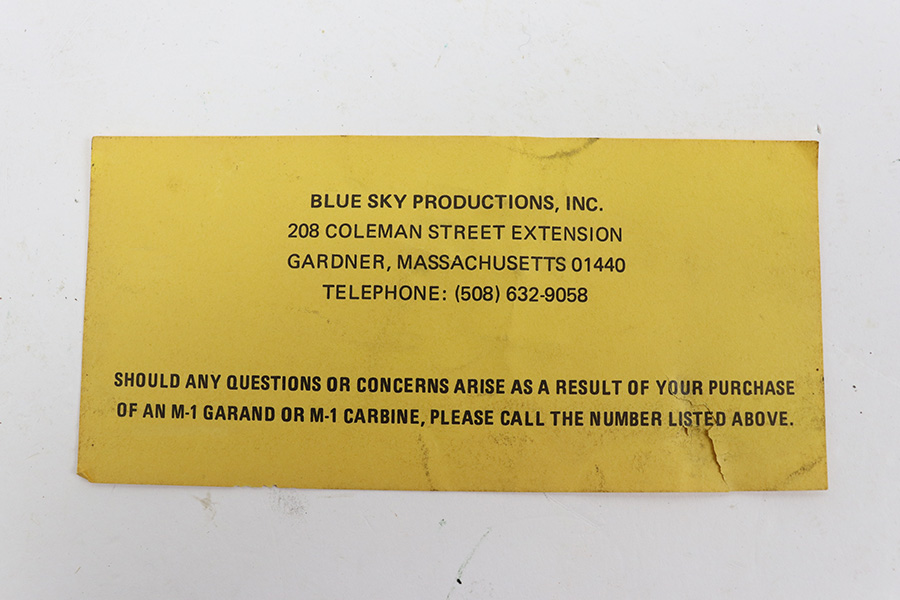 BLUE SKY PRODUCTIONS, INC.
208 COLEMAN STREET EXTENSION
GARDNER, MASSACHUSETTS 01440
TELEPHONE: (508) 632-9058
SHOULD ANY QUESTIONS OR CONCERNS ARISE AS A RESULT OF YOUR PURCHASE
OF AN M-1 GARAND OR M-1 CARBINE, PLEASE CALL THE NUMBER LISTED ABOVE.